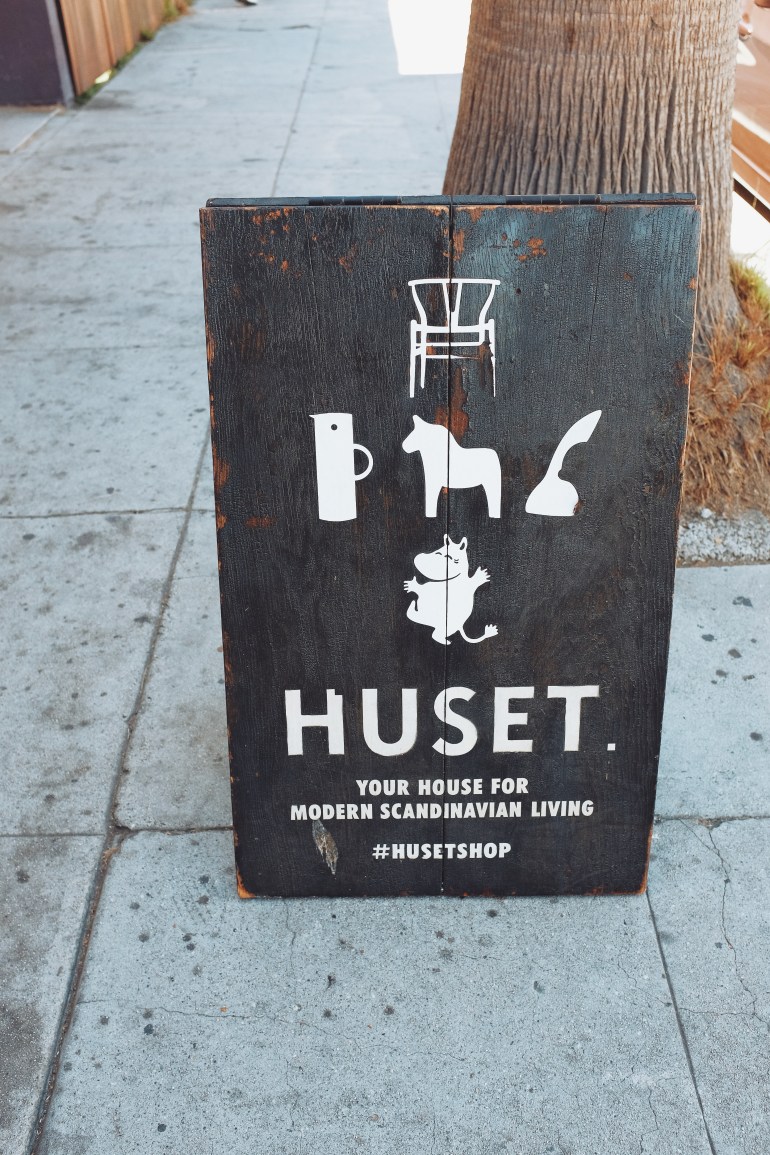 HUSET.
YOUR HOUSE FOR
MODERN SCANDINAVIAN LIVING
#HUSETSHOP